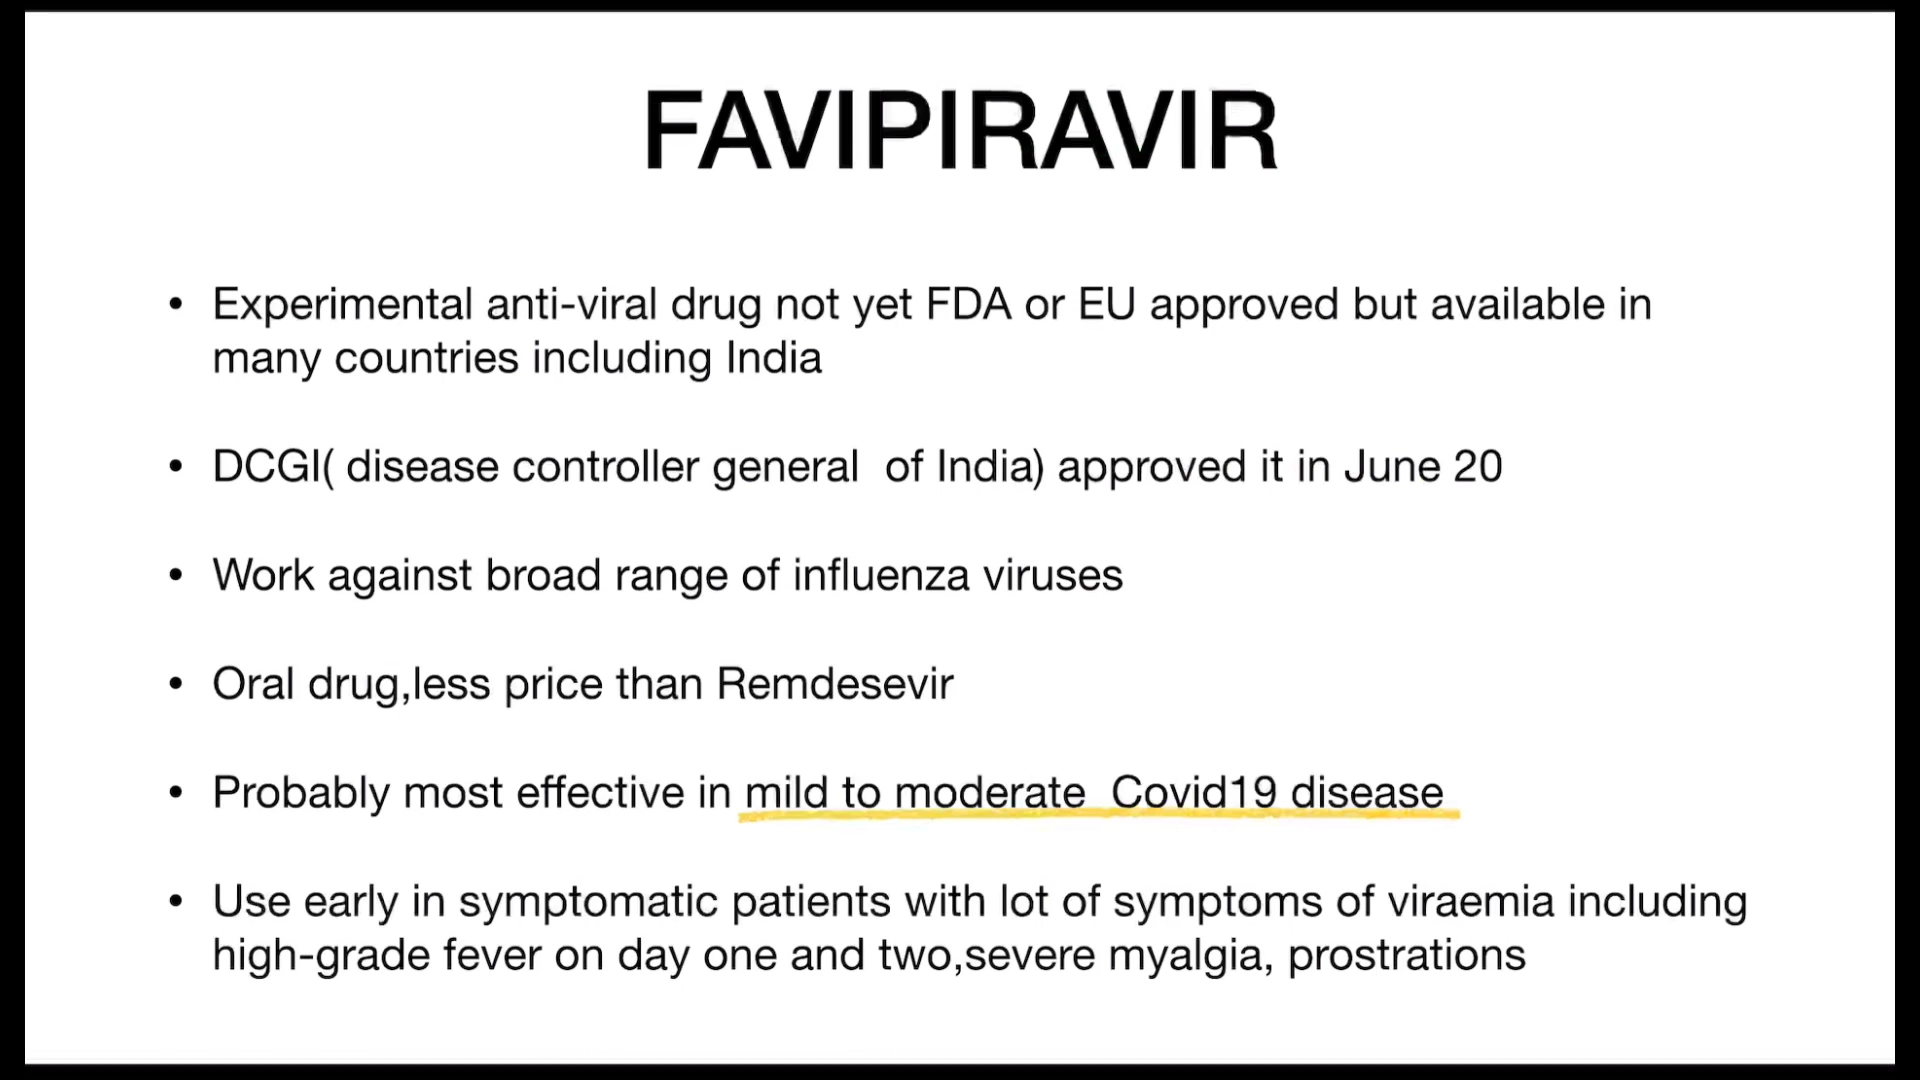 FAVIPIRAVIR
• Experimental anti-viral drug not yet FDA or EU approved but available in
many countries including India
• DCGI( disease controller general  of India) approved it in June 20
• Work against broad range of influenza viruses
• Oral drug,less price than Remdesevir
• Probably most effective in mild to moderate  Covid19 disease
• Use early in symptomatic patients with lot of symptoms of viraemia including
high-grade fever on day one and two,severe myalgia, prostrations